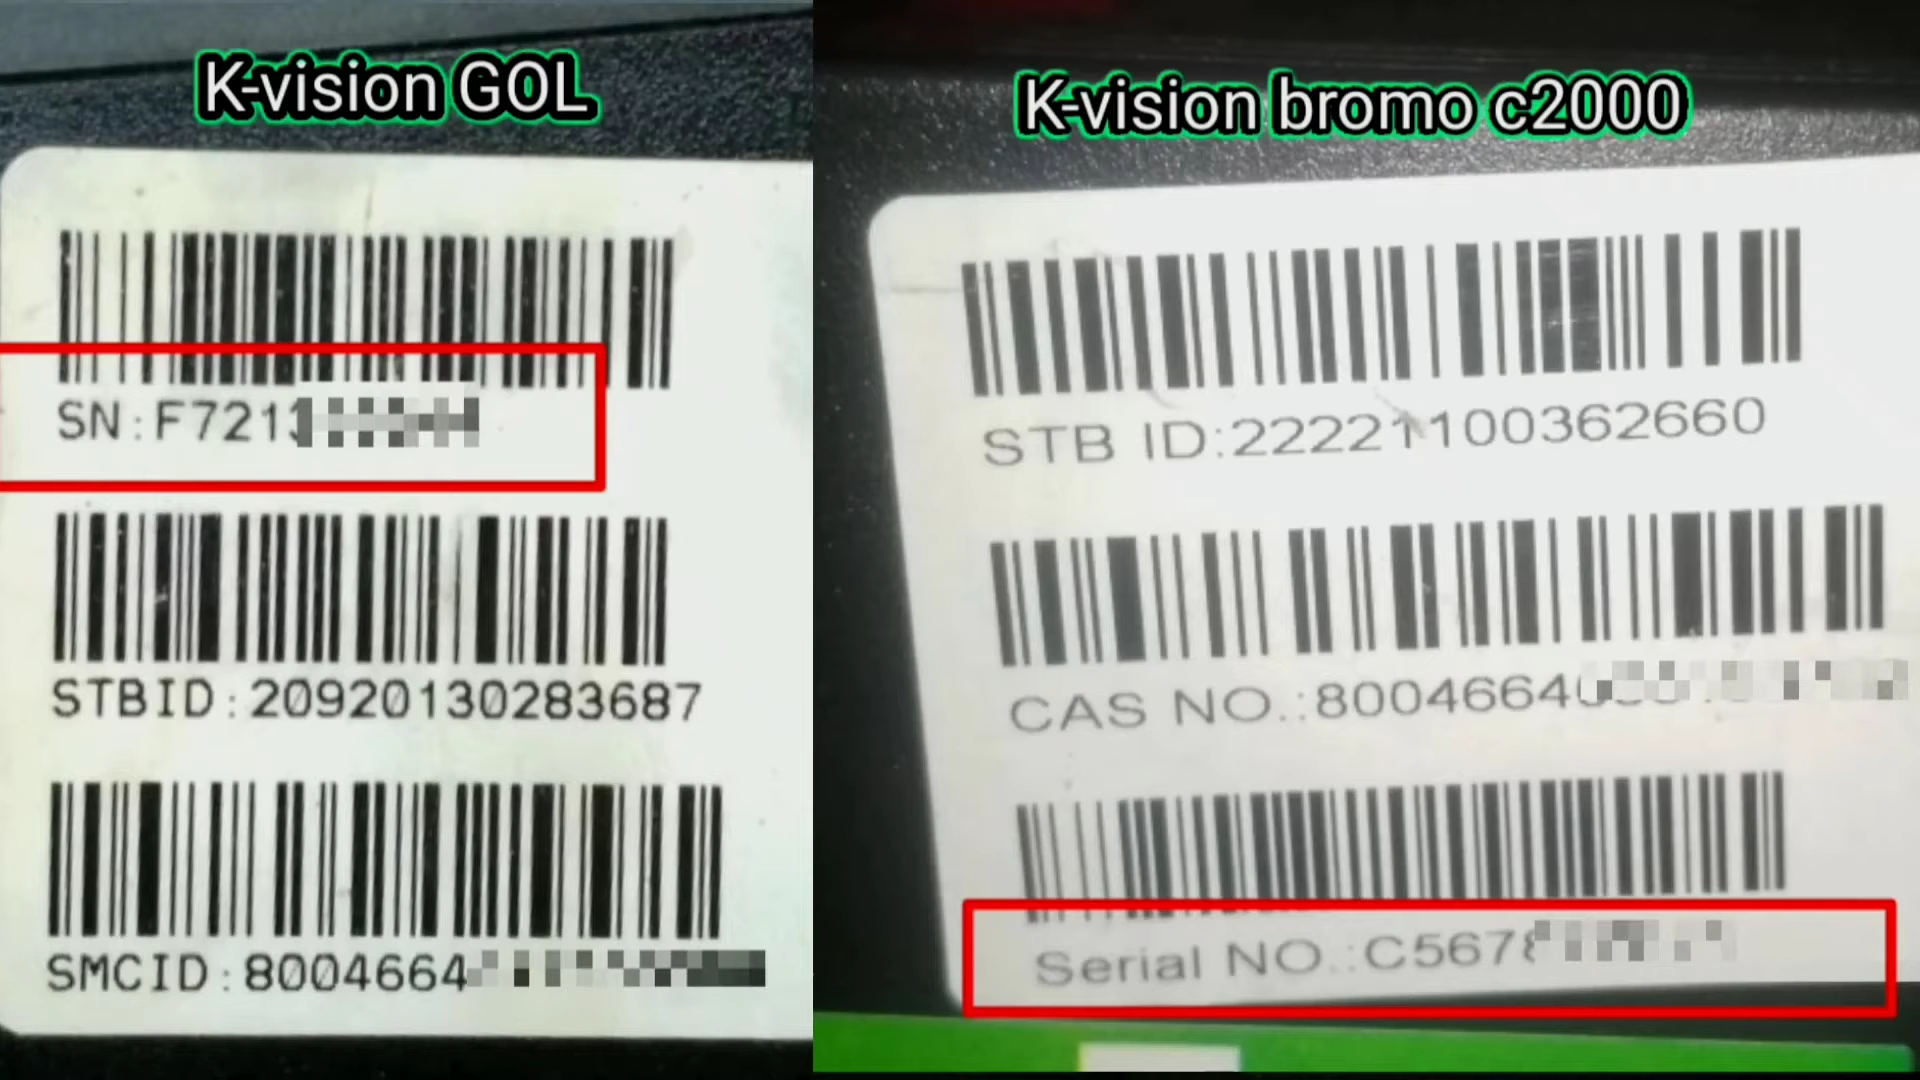 K-vision GOL
SN:F721
STBID:20920130283687
SMCID:8004664
K-vision bromo c2000
STB ID:22221100362660
CAS NO.:8004664
Serial NO.:C5678